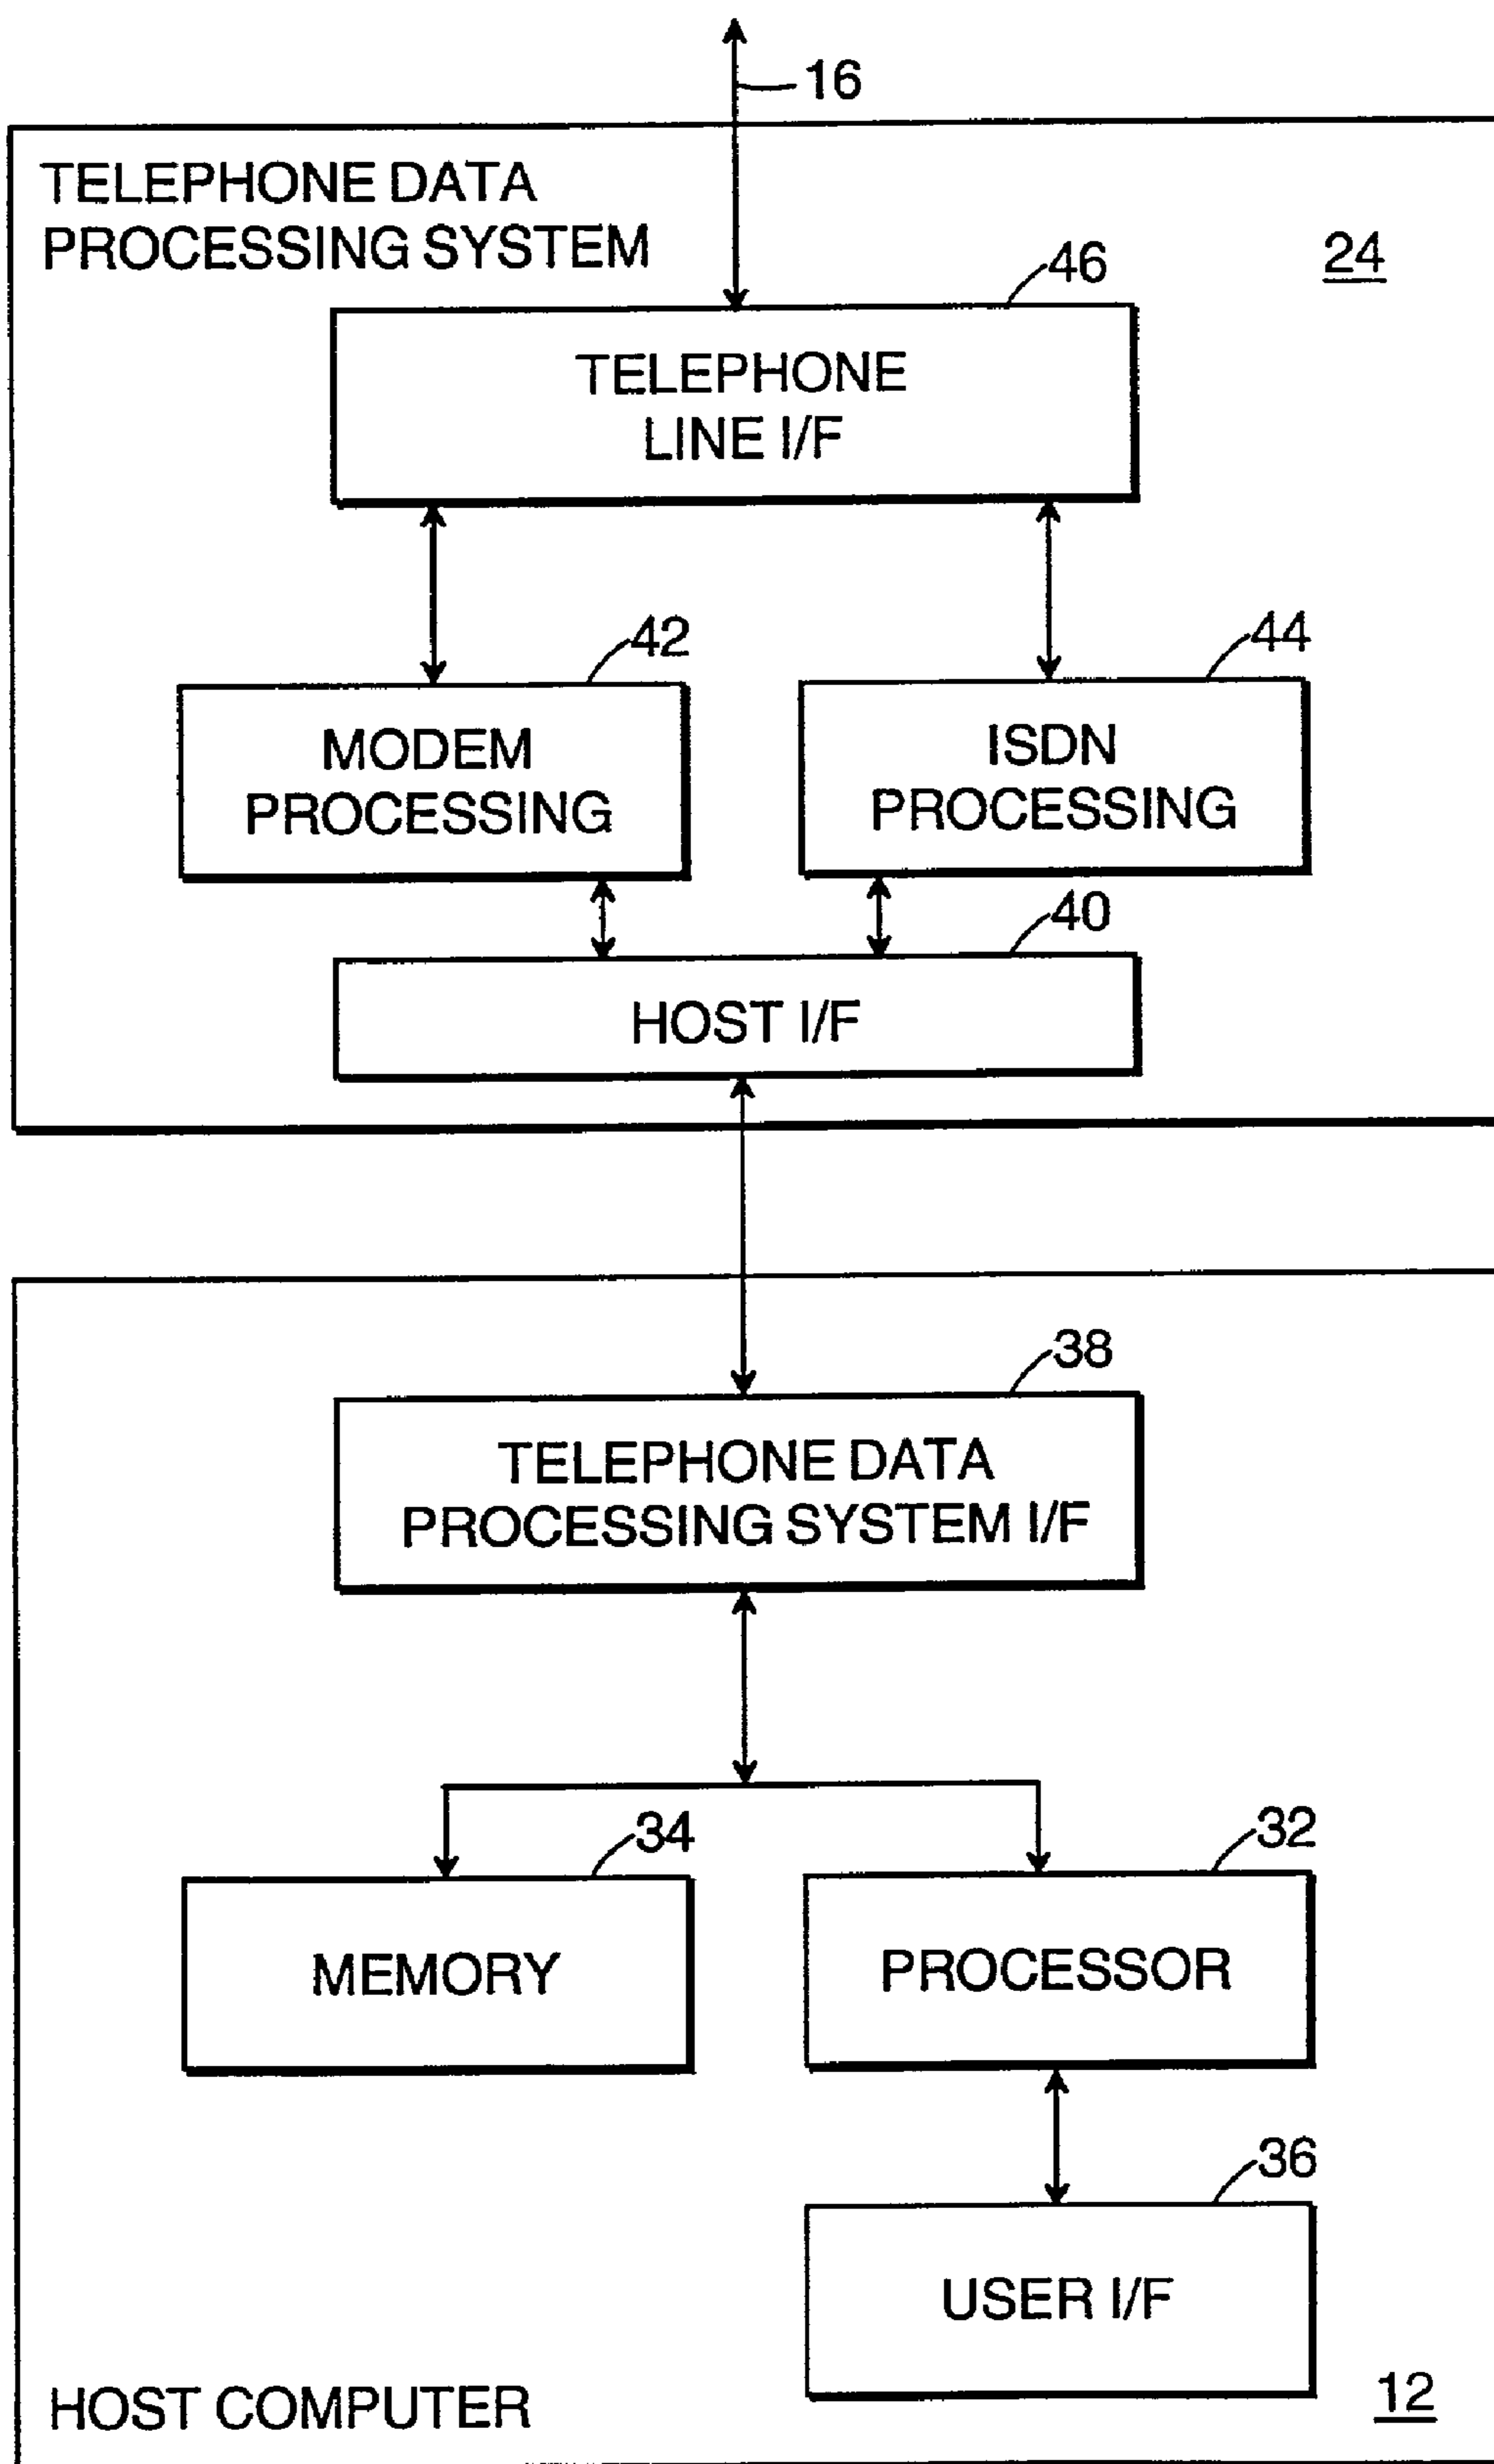 16
TELEPHONE DATA
PROCESSING SYSTEM
24
46
TELEPHONE
LINE I/F
42
44
MODEM
PROCESSING
ISDN
PROCESSING
40
HOST I/F
38
TELEPHONE DATA
PROCESSING SYSTEM I/F
34
32
MEMORY
PROCESSOR
36
USER I/F
HOST COMPUTER
12